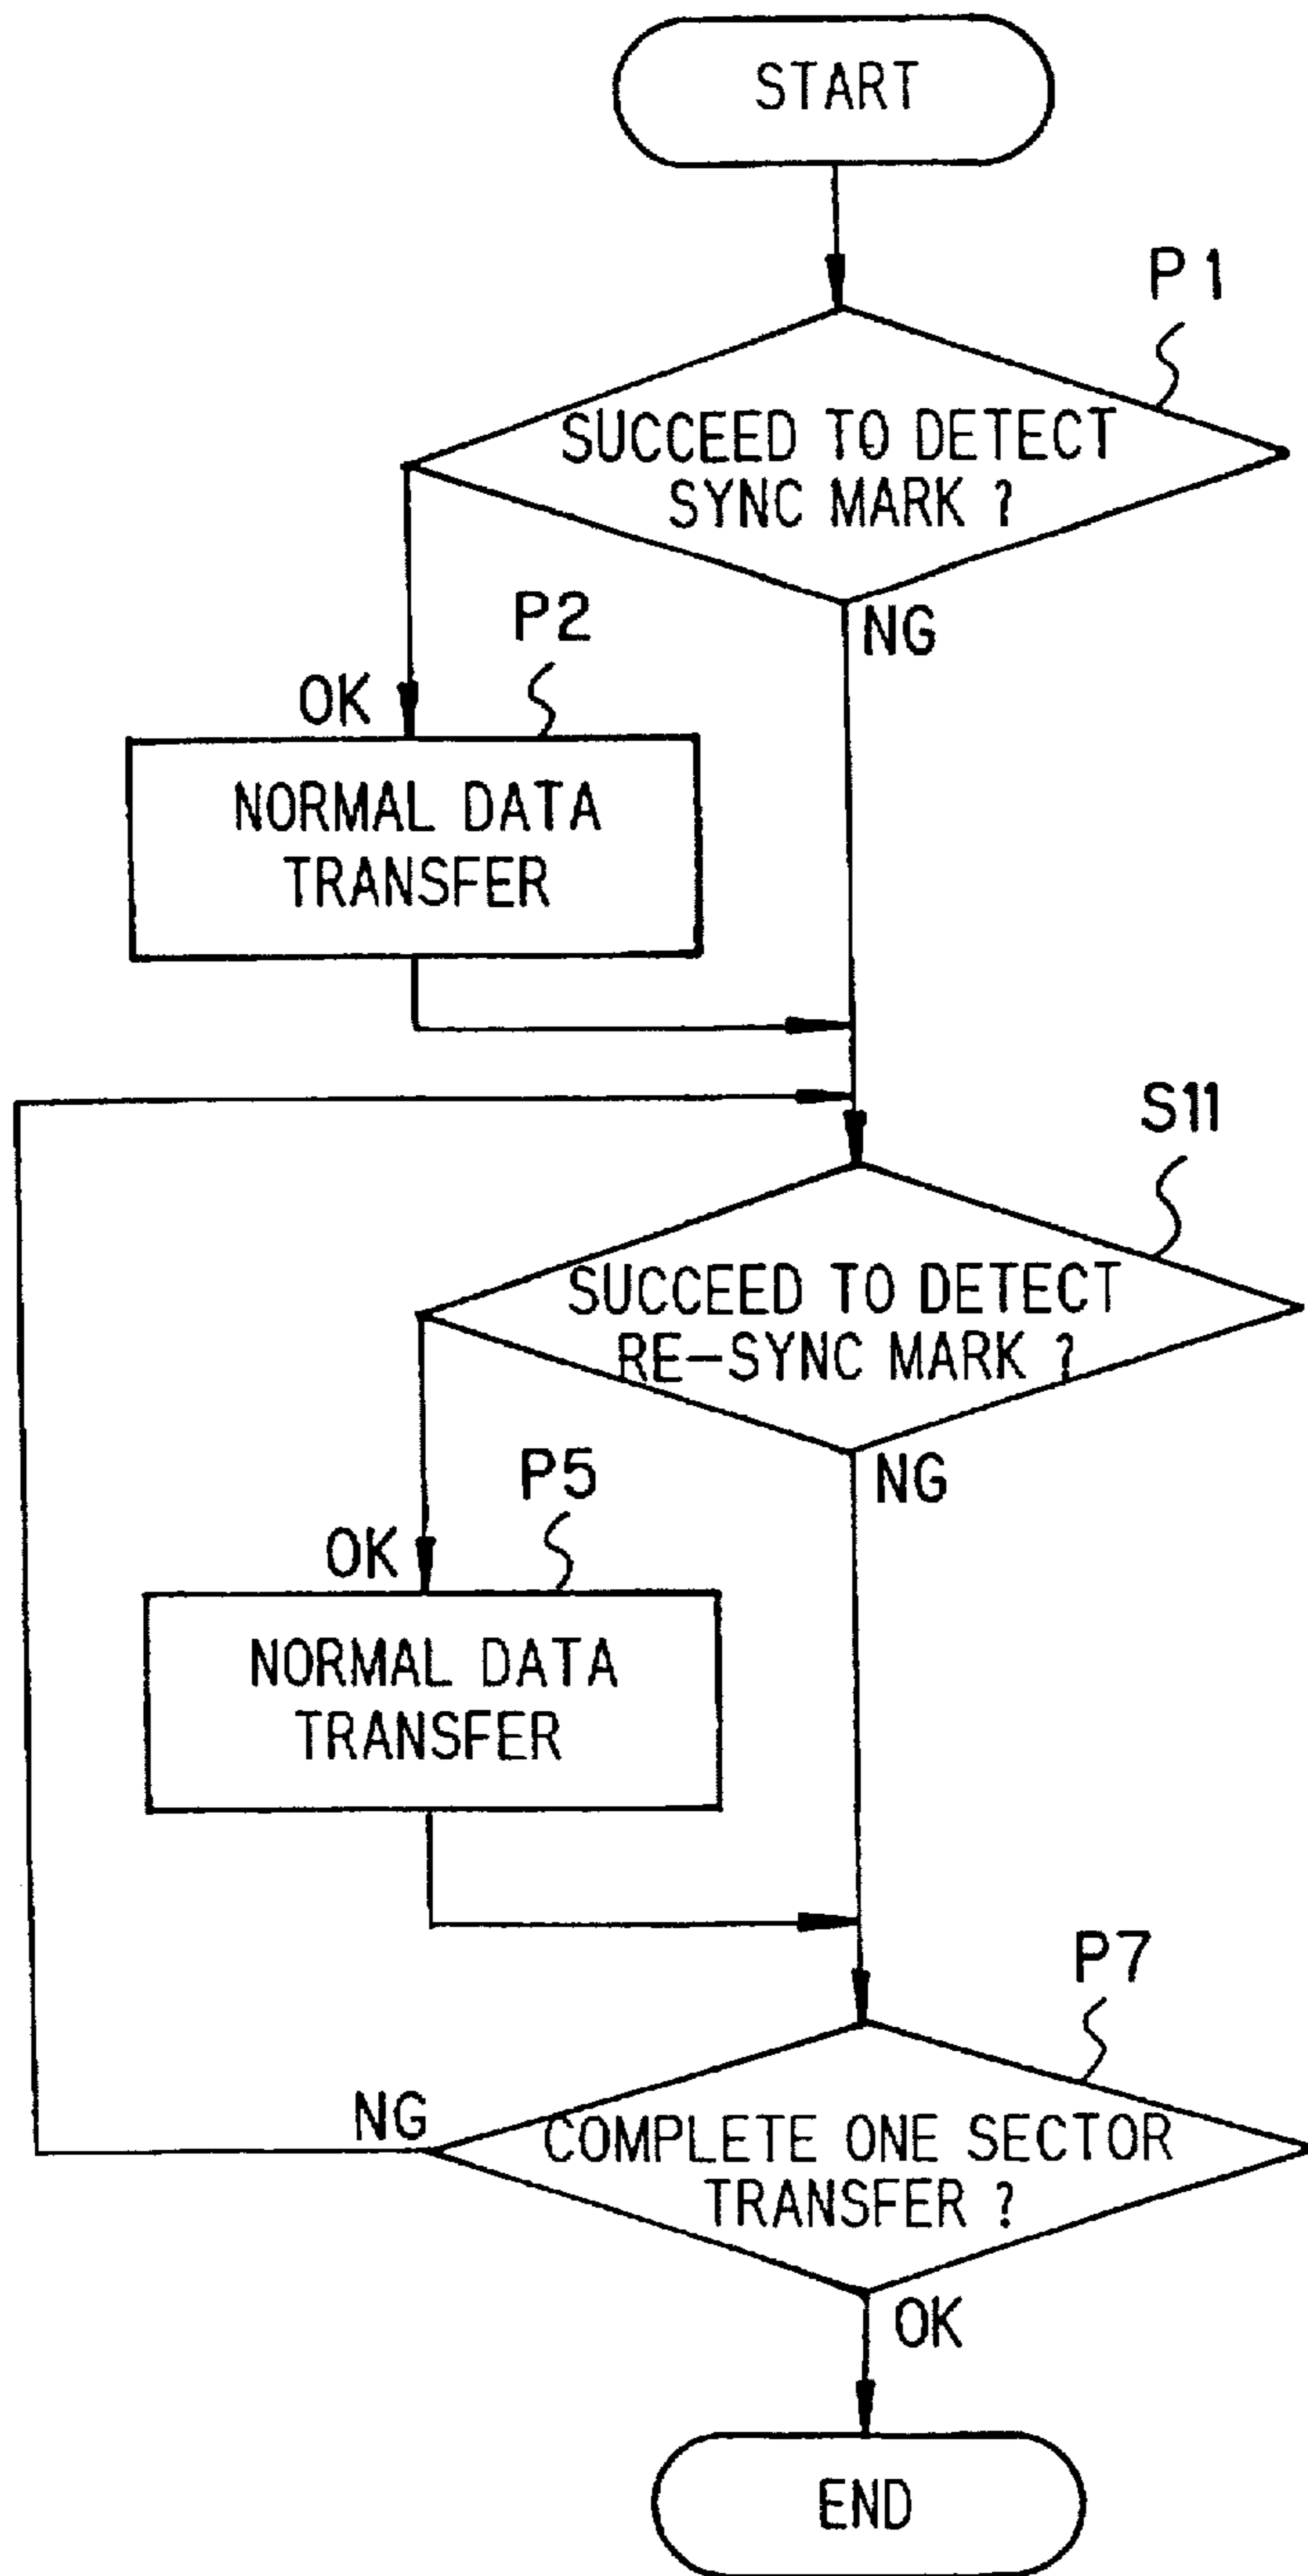 START
P1
SUCCEED TO DETECT
SYNC MARK ?
NG
P2
OK
NORMAL DATA
TRANSFER
S11
SUCCEED TO DETECT
RE-SYNC MARK ?
NG
P5
OK
NORMAL DATA
TRANSFER
P7
NG
COMPLETE ONE SECTOR
TRANSFER ?
OK
END